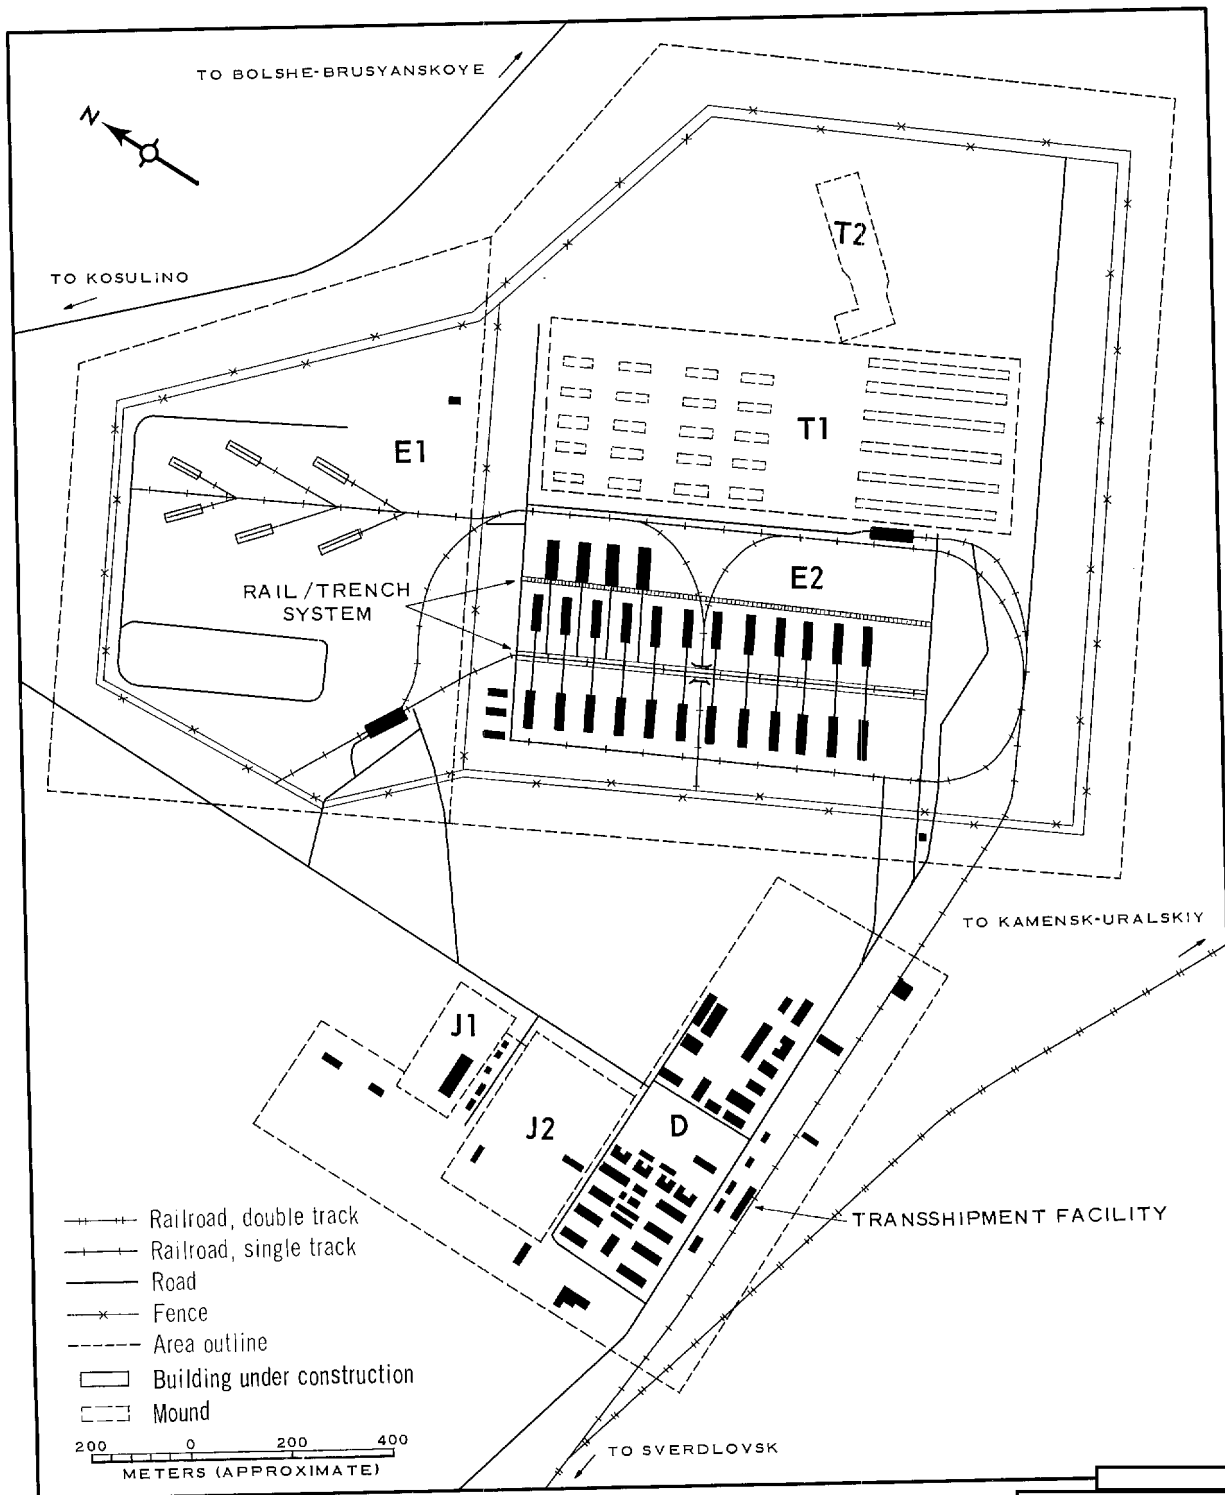 TO BOLSHE-BRUSYANSKOYE
N
TO KOSULINO
T2
E1
T1
E2
RAIL/TRENCH
SYSTEM
TO KAMENSK-URALSKIY
J1
J2
D
TRANSSHIPMENT FACILITY
Railroad, double track
Railroad, single track
Road
Fence
Area outline
Building under construction
Mound
200 0 200 400
METERS (APPROXIMATE)
TO SVERDLOVSK